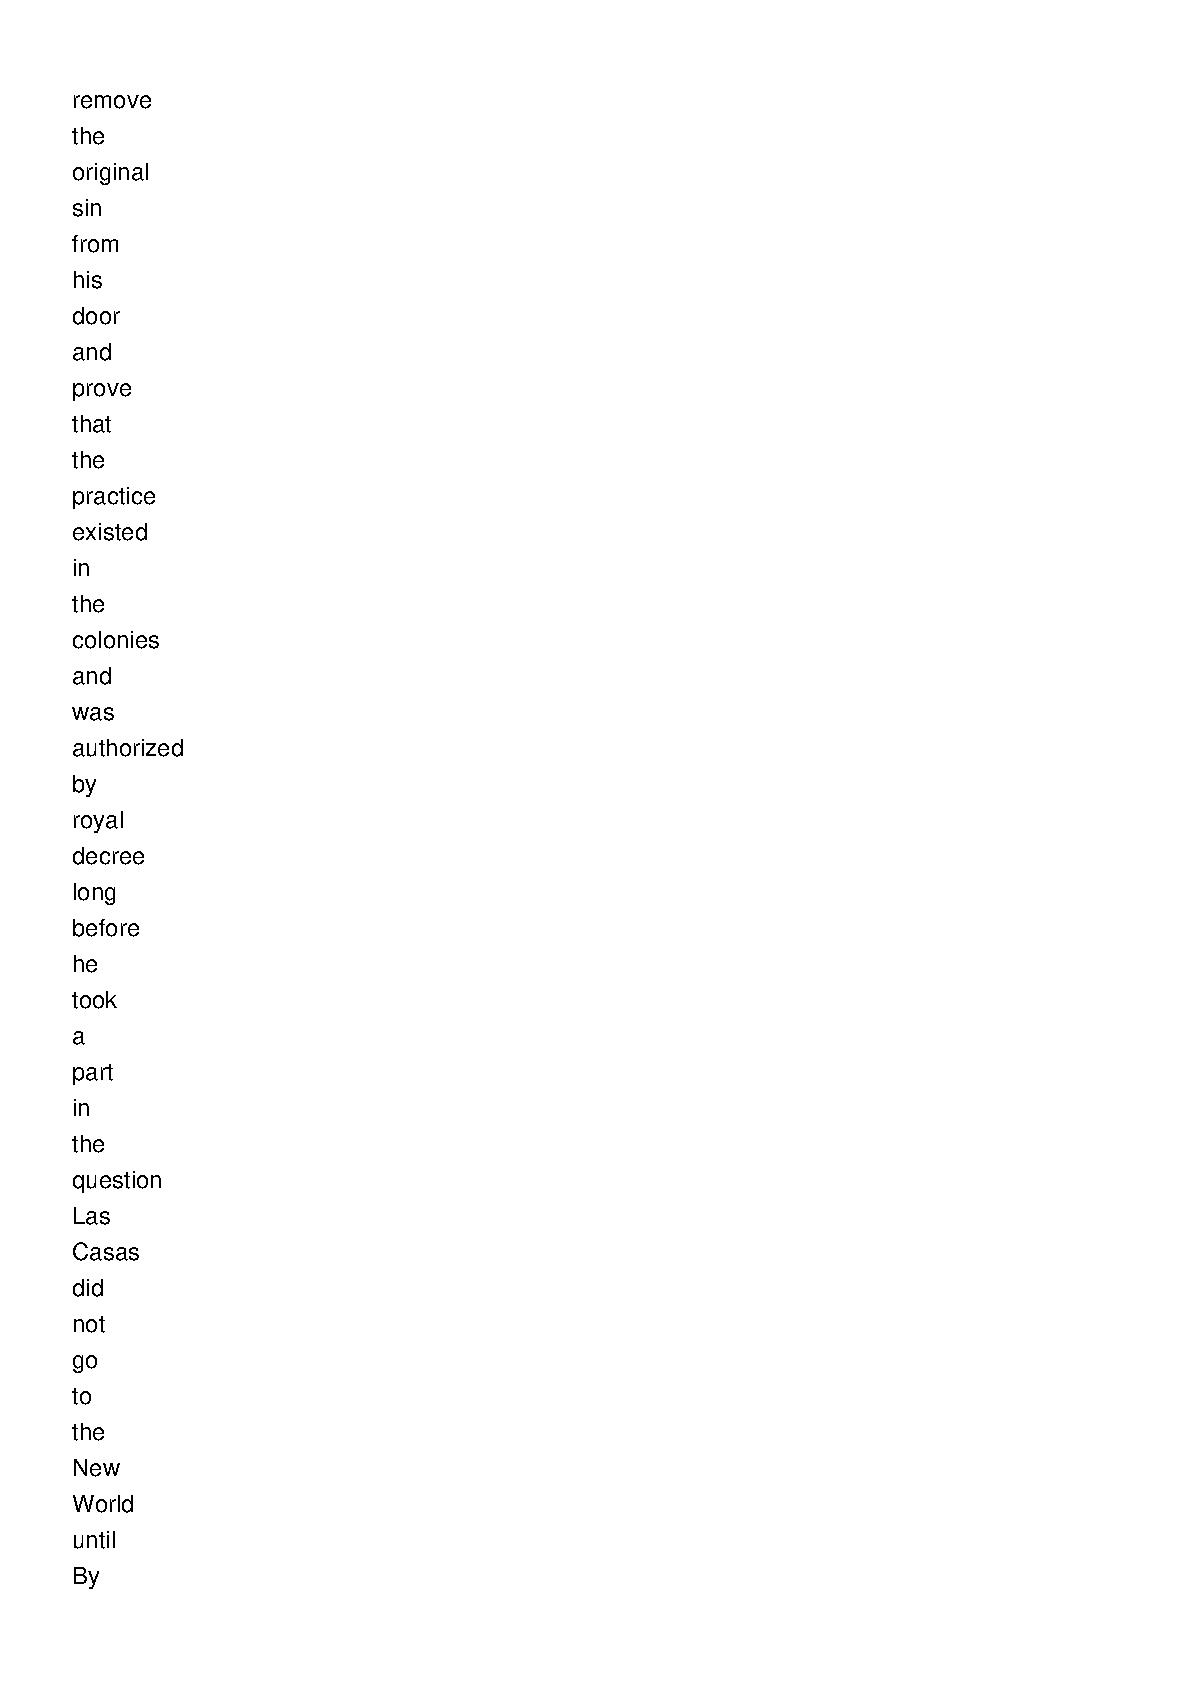 remove
the
original
sin
from
his
door
and
prove
that
the
practice
existed
in
the
colonies
and
was
authorized
by
royal
decree
long
before
he
took
a
part
in
the
question
Las
Casas
did
not
go
to
the
New
World
until
By